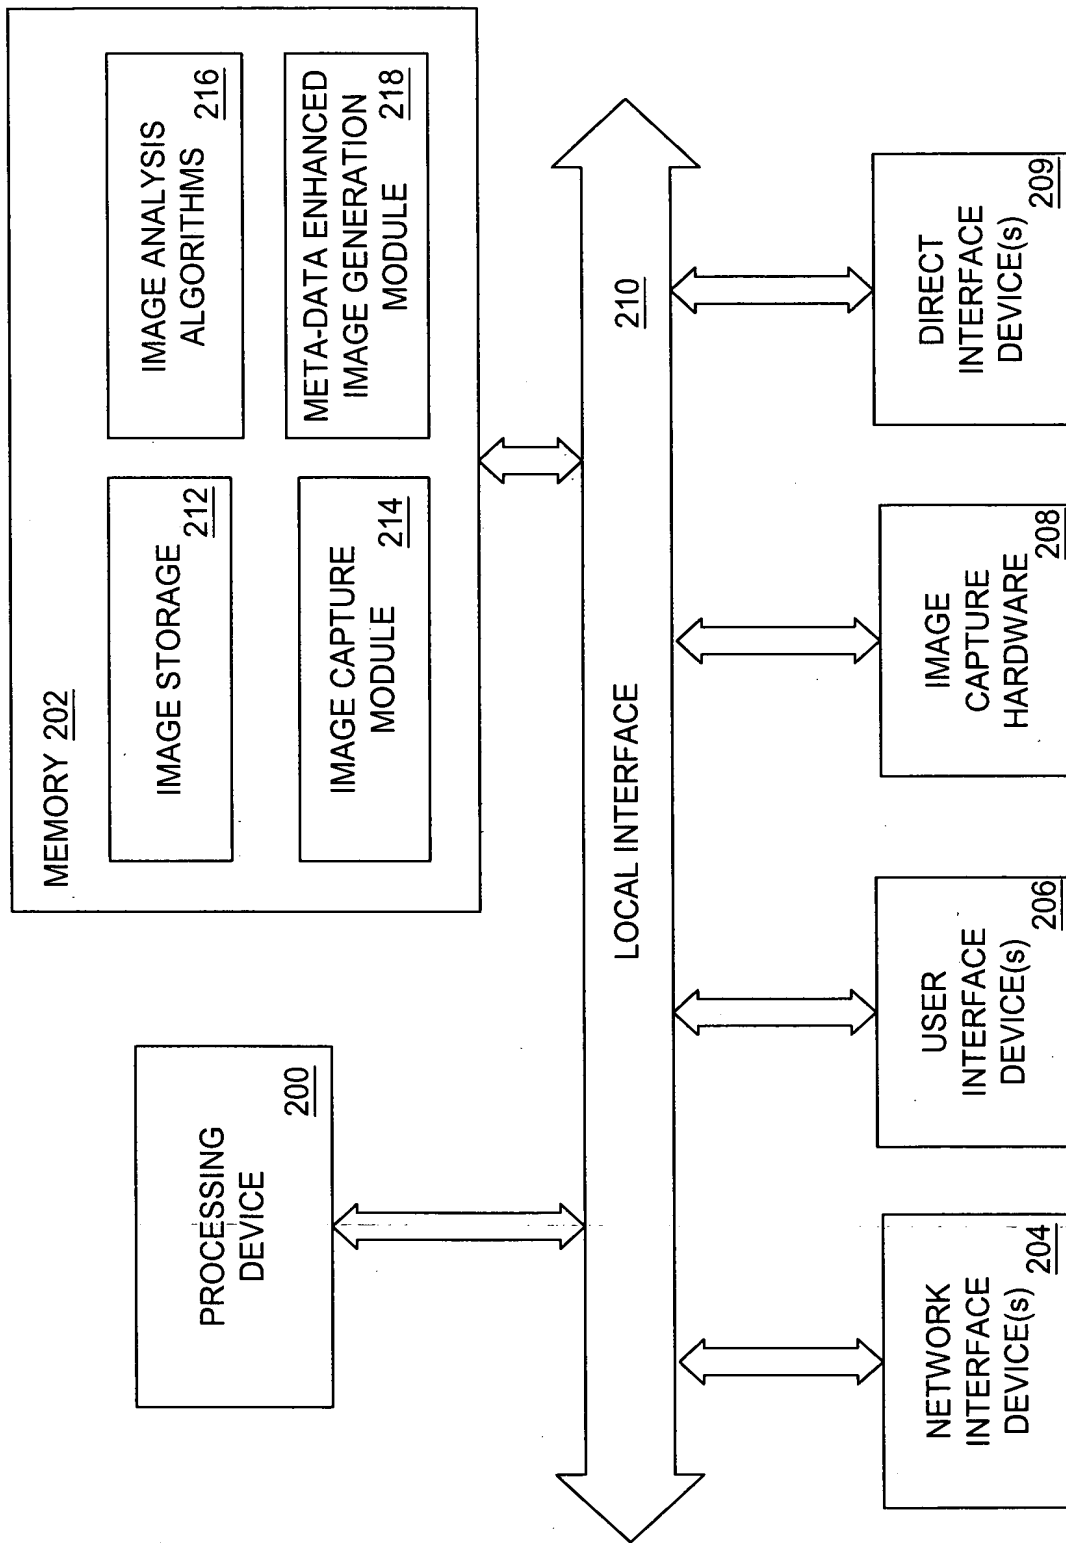 PROCESSING
DEVICE
200
MEMORY 202
IMAGE STORAGE
212
IMAGE ANALYSIS
ALGORITHMS
216
IMAGE CAPTURE
MODULE
214
META-DATA ENHANCED
IMAGE GENERATION
MODULE
218
LOCAL INTERFACE
210
NETWORK
INTERFACE
DEVICE(s)
204
USER
INTERFACE
DEVICE(s)
206
IMAGE
CAPTURE
HARDWARE
208
DIRECT
INTERFACE
DEVICE(s)
209